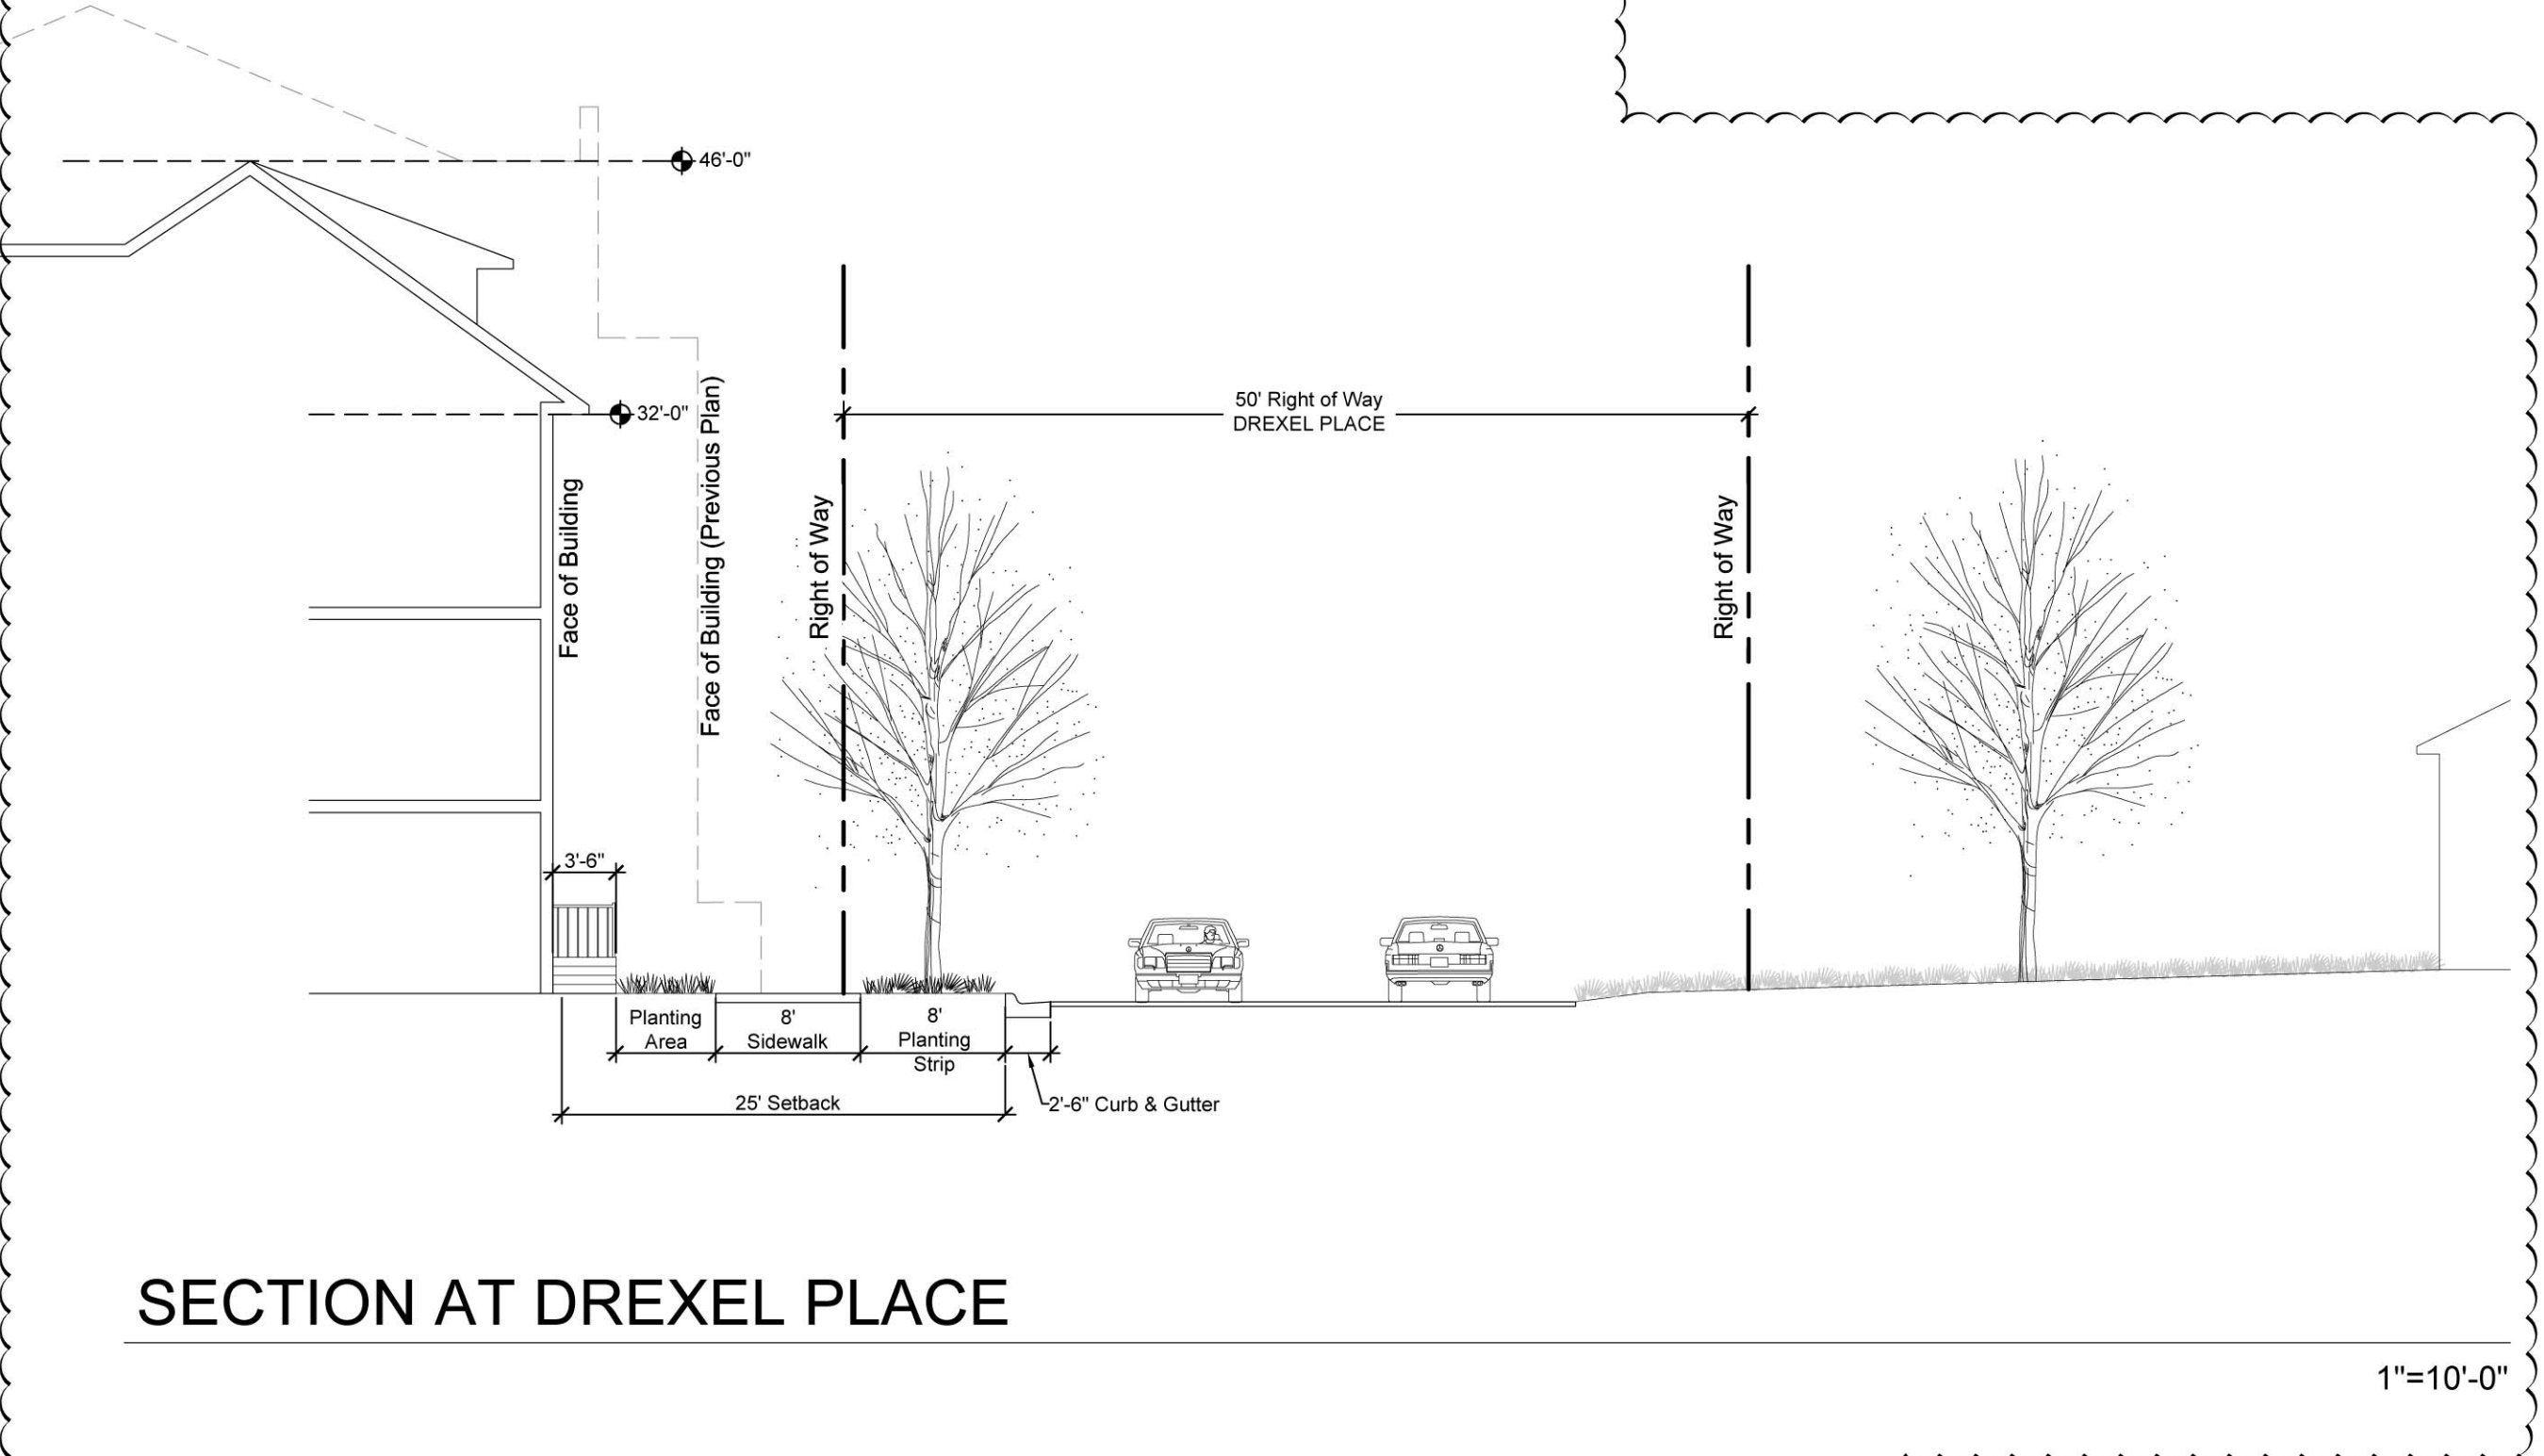 46'-0"
50' Right of Way
DREXEL PLACE
32'-0"
Face of Building (Previous Plan)
Face of Building
Right of Way
Right of Way
3'-6"
Planting
Area
8'
Sidewalk
8'
Planting
Strip
25' Setback
2'-6" Curb & Gutter
SECTION AT DREXEL PLACE
1"=10'-0"